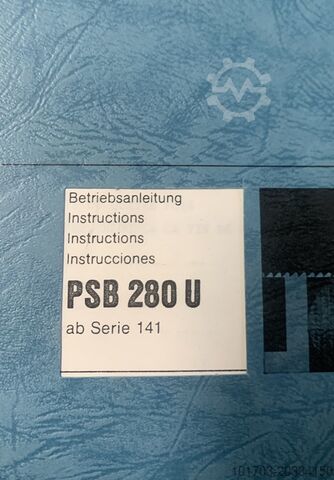 Betriebsanleitung
Instructions
Instructions
Instrucciones
PSB 280 U
ab Serie 141